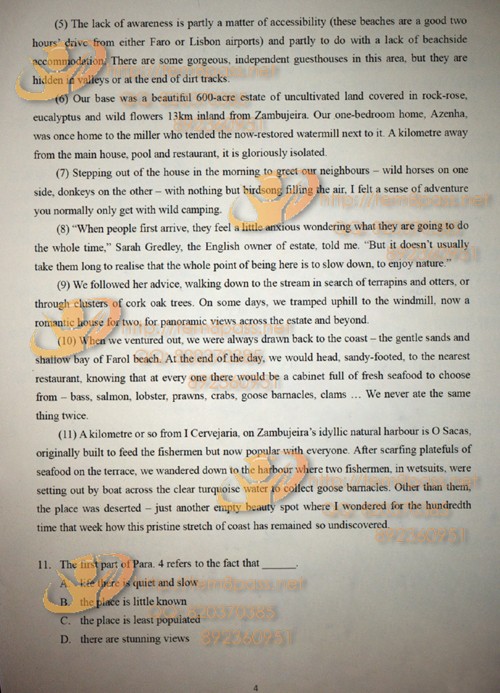 (5) The lack of awareness is partly a matter of accessibility (these beaches are a good two
hours' drive from either Faro or Lisbon airports) and partly to do with a lack of beachside
accommodation. There are some gorgeous, independent guesthouses in this area, but they are
hidden in valleys or at the end of dirt tracks.
(6) Our base was a beautiful 600-acre estate of uncultivated land covered in rock-rose,
eucalyptus and wild flowers 13km inland from Zambujeira. Our one-bedroom home, Azenha,
was once home to the miller who tended the now-restored watermill next to it. A kilometre away
from the main house, pool and restaurant, it is gloriously isolated.
(7) Stepping out of the house in the morning to greet our neighbours – wild horses on one
side, donkeys on the other – with nothing but birdsong filling the air, I felt a sense of adventure
you normally only get with wild camping.
(8) “When people first arrive, they feel a little anxious wondering what they are going to do
the whole time,” Sarah Gredley, the English owner of estate, told me. “But it doesn't usually
take them long to realise that the whole point of being here is to slow down, to enjoy nature.”
(9) We followed her advice, walking down to the stream in search of terrapins and otters, or
through clusters of cork oak trees. On some days, we tramped uphill to the windmill, now a
romantic house for two, for panoramic views across the estate and beyond.
(10) When we ventured out, we were always drawn back to the coast – the gentle sands and
shallow bay of Farol beach. At the end of the day, we would head, sandy-footed, to the nearest
restaurant, knowing that at every one there would be a cabinet full of fresh seafood to choose
from – bass, salmon, lobster, prawns, crabs, goose barnacles, clams … We never ate the same
thing twice.
(11) A kilometre or so from I Cervejaria, on Zambujeira's idyllic natural harbour is O Sacas,
originally built to feed the fishermen but now popular with everyone. After scarfing platefuls of
seafood on the terrace, we wandered down to the harbour where two fishermen, in wetsuits, were
setting out by boat across the clear turquoise water to collect goose barnacles. Other than them,
the place was deserted – just another empty beauty spot where I wondered for the hundredth
time that week how this pristine stretch of coast has remained so undiscovered.
11. The first part of Para. 4 refers to the fact that ______.
A. life there is quiet and slow
B. the place is little known
C. the place is least populated
D. there are stunning views
892360951
4